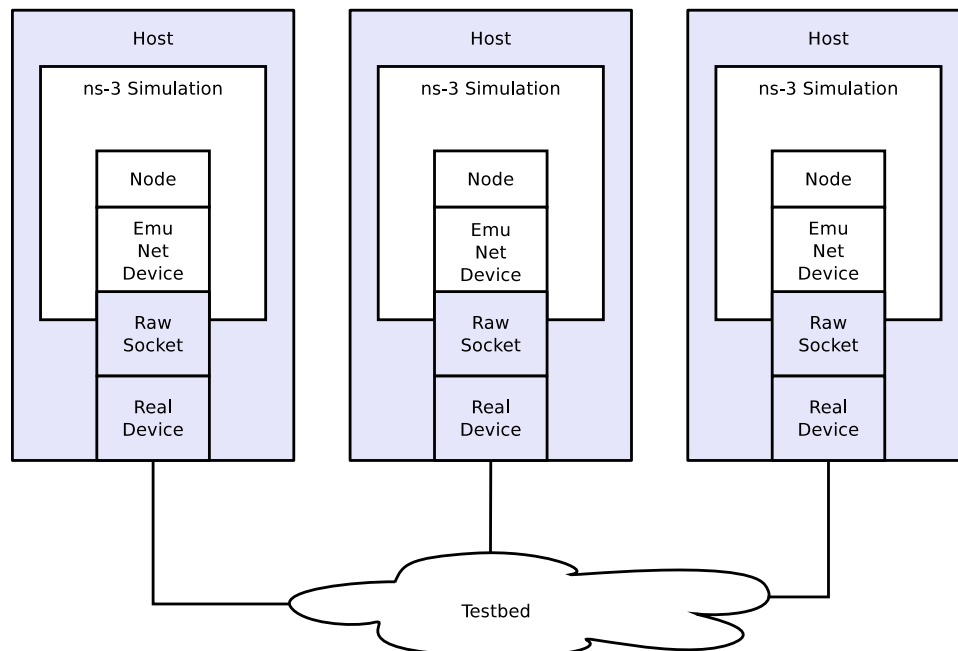 Host
ns-3 Simulation
Node
Emu
Net
Device
Raw
Socket
Real
Device
Host
ns-3 Simulation
Node
Emu
Net
Device
Raw
Socket
Real
Device
Host
ns-3 Simulation
Node
Emu
Net
Device
Raw
Socket
Real
Device
Testbed